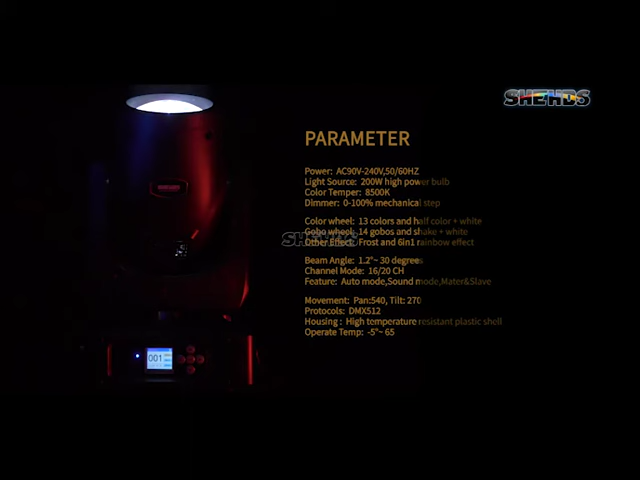 SHEHDS
PARAMETER
Power: AC90V-240V,50/60HZ
Light Source: 200W high power bulb
Color Temper: 8500K
Dimmer: 0-100% mechanical step
Color wheel: 13 colors and half color + white
Gobo wheel: 14 gobos and shake + white
SHEHDS
Other Effect: Frost and 6in1 rainbow effect
Beam Angle: 1.2°~ 30 degrees
Channel Mode: 16/20 CH
Feature: Auto mode,Sound mode,Mater&Slave
Movement: Pan:540, Tilt: 270
Protocols: DMX512
Housing : High temperature resistant plastic shell
Operate Temp: -5°~ 65
001